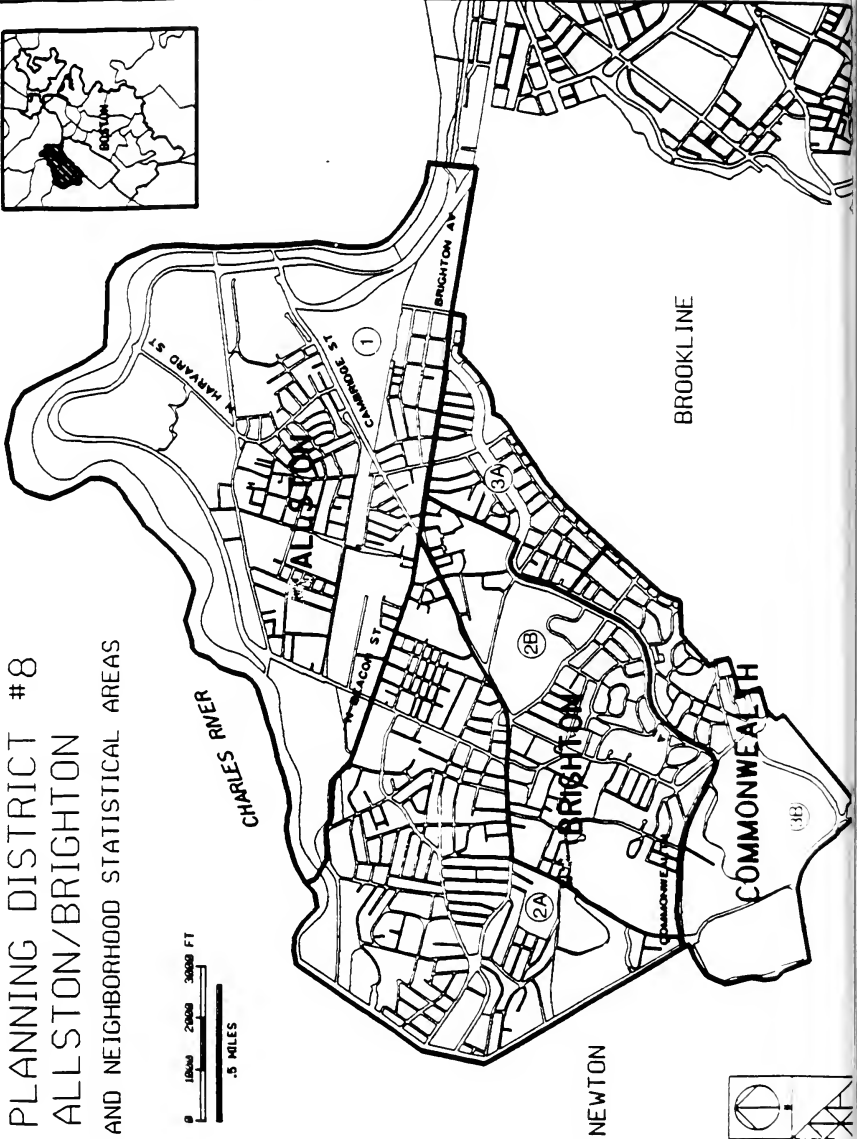 PLANNING DISTRICT #8
ALLSTON/BRIGHTON
AND NEIGHBORHOOD STATISTICAL AREAS
BOSTON
0 1000 2000 3000 FT
.5 MILES
CHARLES RIVER
N HARVARD ST
CAMBRIDGE ST
1
BRIGHTON AV
ALLSTON
N BEACON ST
3A
2B
BRIGHTON
2A
COMMONWEALTH
COMMONWEALTH
3B
BROOKLINE
NEWTON